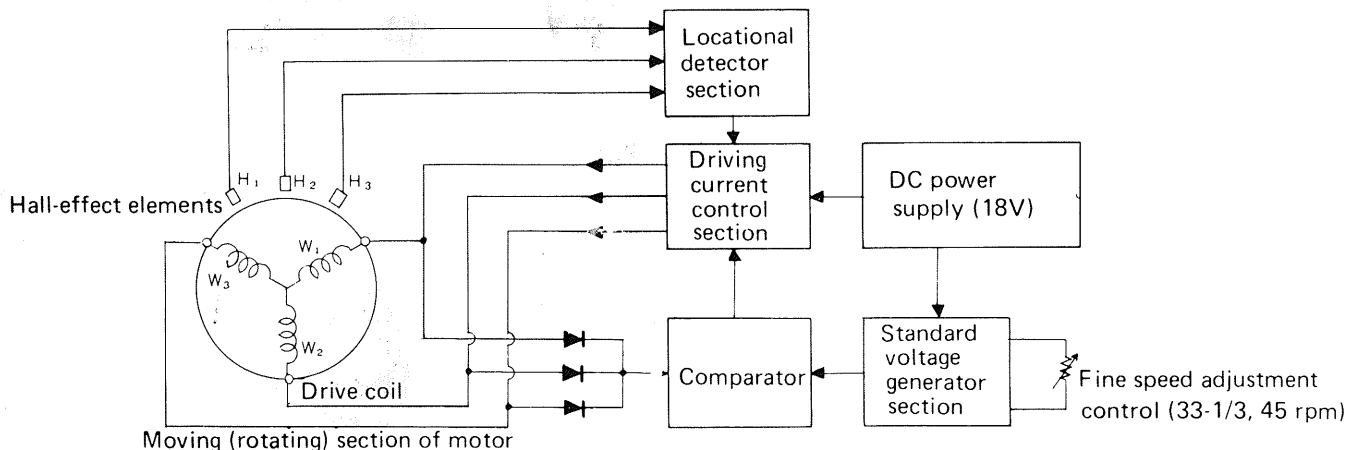 Locational
detector
section
H₁
H₂
H₃
Hall-effect elements
Driving
current
control
section
DC power
supply (18V)
W₁
W₃
W₂
Drive coil
Moving (rotating) section of motor
Comparator
Standard
voltage
generator
section
Fine speed adjustment
control (33-1/3, 45 rpm)